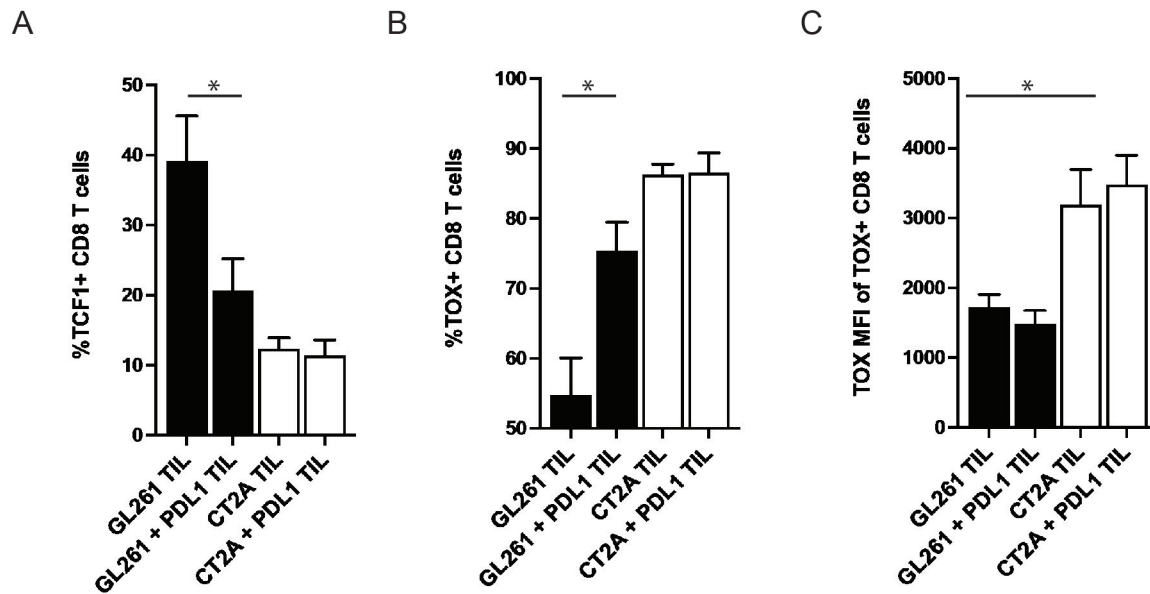 A
B
C
*
50
40
30
20
10
0
%TCF1+ CD8 T cells
GL261 TIL
GL261 + PDL1 TIL
CT2A TIL
CT2A + PDL1 TIL
*
100
90
80
70
60
50
%TOX+ CD8 T cells
GL261 TIL
GL261 + PDL1 TIL
CT2A TIL
CT2A + PDL1 TIL
*
5000
4000
3000
2000
1000
0
TOX MFI of TOX+ CD8 T cells
GL261 TIL
GL261 + PDL1 TIL
CT2A TIL
CT2A + PDL1 TIL